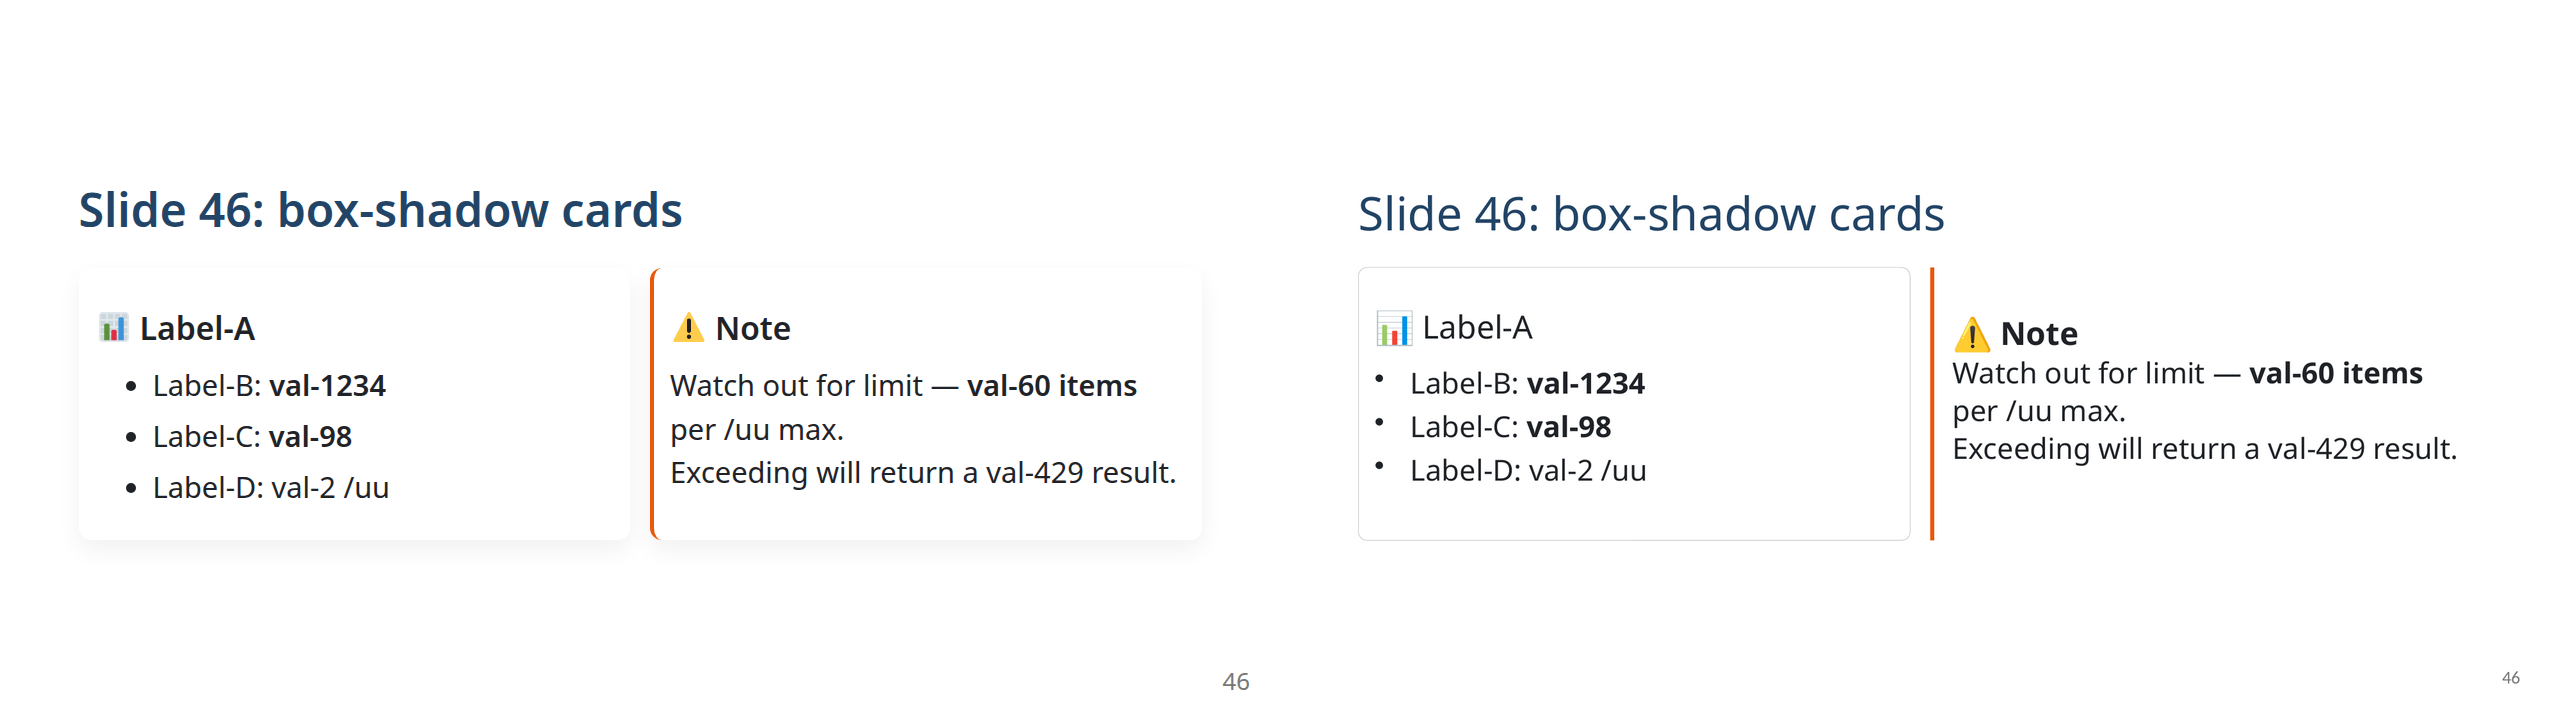 Slide 46: box-shadow cards
📊 Label-A
• Label-B: val-1234
• Label-C: val-98
• Label-D: val-2 /uu
⚠️ Note
Watch out for limit — val-60 items
per /uu max.
Exceeding will return a val-429 result.
46
Slide 46: box-shadow cards
📊 Label-A
• Label-B: val-1234
• Label-C: val-98
• Label-D: val-2 /uu
⚠️ Note
Watch out for limit — val-60 items
per /uu max.
Exceeding will return a val-429 result.
46